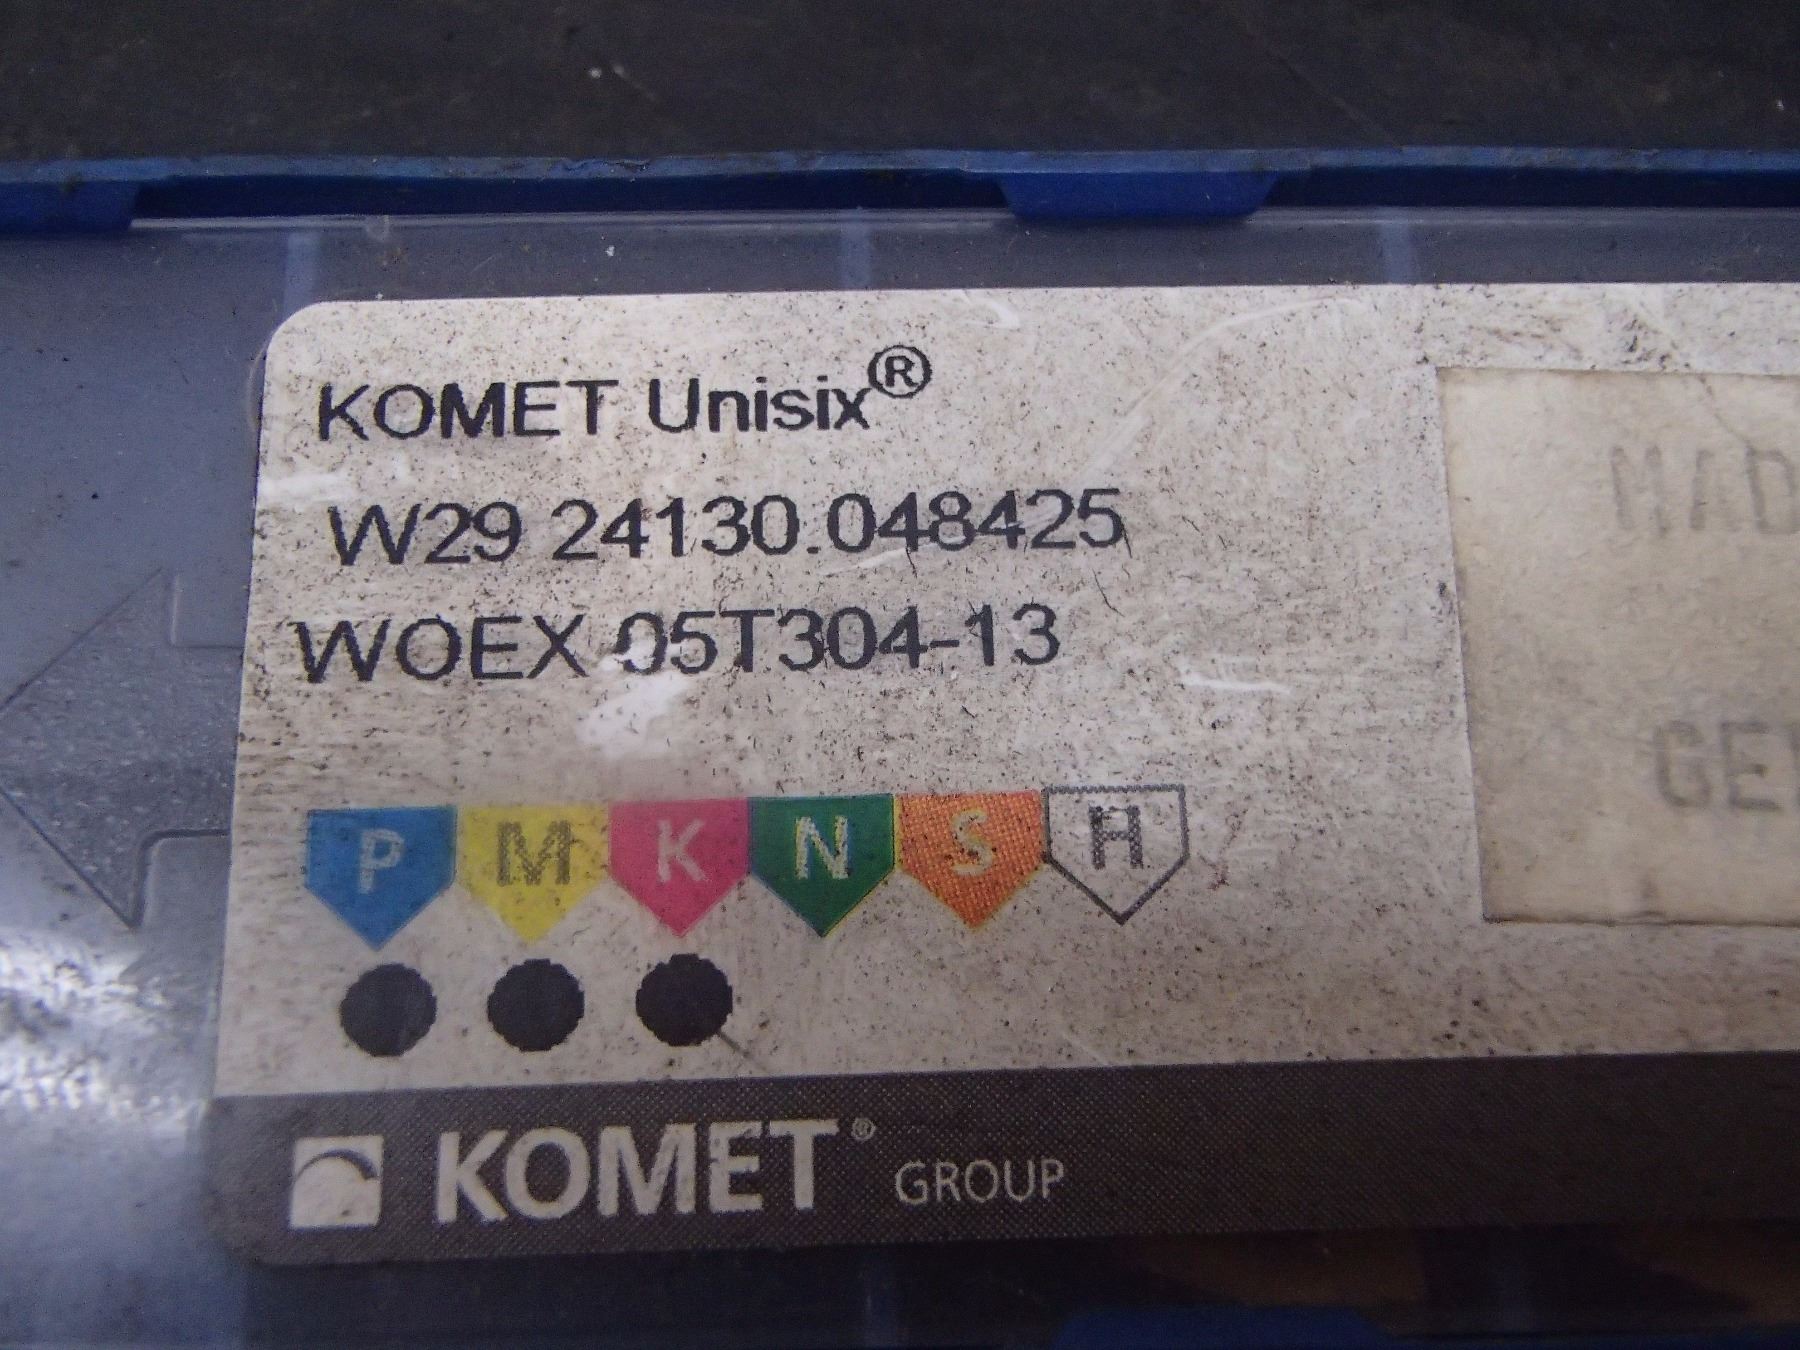 KOMET Unisix®
W29 24130.048425
WOEX 05T304-13
P M K N S H
KOMET® GROUP